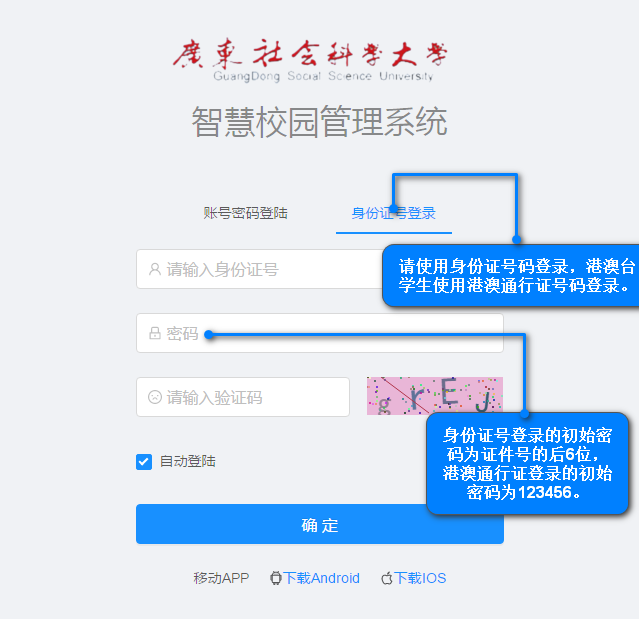 廣東社会科学大学
GuangDong Social Science University
智慧校园管理系统
账号密码登陆
身份证号登录
请输入身份证号
请使用身份证号码登录，港澳台
学生使用港澳通行证号码登录。
密码
请输入验证码
grEJ
身份证号登录的初始密
码为证件号的后6位，
港澳通行证登录的初始
密码为123456。
自动登陆
确 定
移动APP 下载Android 下载IOS